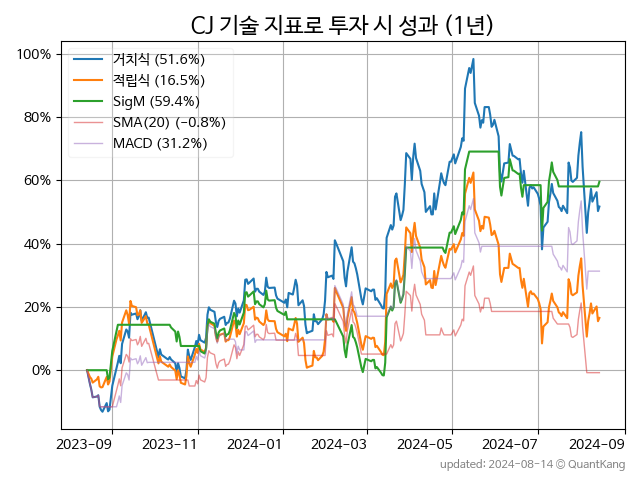 CJ 기술 지표로 투자 시 성과 (1년)
거치식 (51.6%)
적립식 (16.5%)
SigM (59.4%)
SMA(20) (−0.8%)
MACD (31.2%)
100%
80%
60%
40%
20%
0%
2023-09 2023-11 2024-01 2024-03 2024-05 2024-07 2024-09
updated: 2024-08-14 © QuantKang